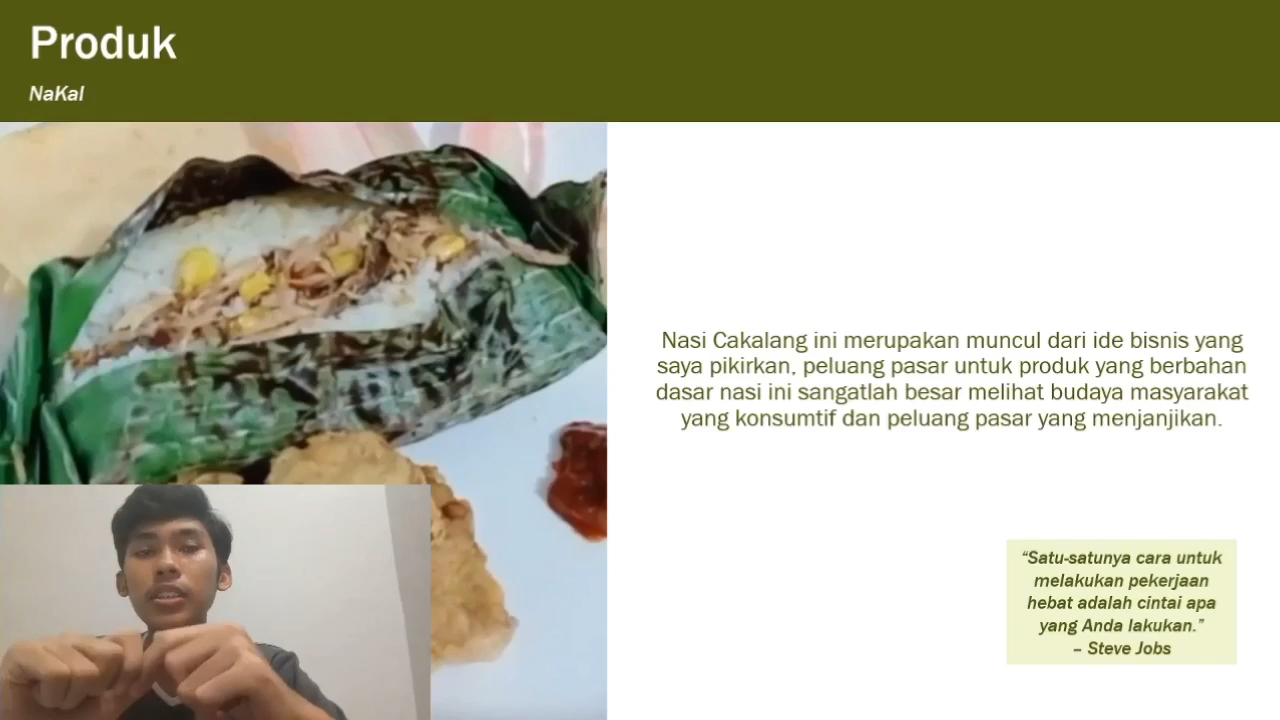 Produk
NaKal
Nasi Cakalang ini merupakan muncul dari ide bisnis yang
saya pikirkan, peluang pasar untuk produk yang berbahan
dasar nasi ini sangatlah besar melihat budaya masyarakat
yang konsumtif dan peluang pasar yang menjanjikan.
“Satu-satunya cara untuk
melakukan pekerjaan
hebat adalah cintai apa
yang Anda lakukan.”
– Steve Jobs